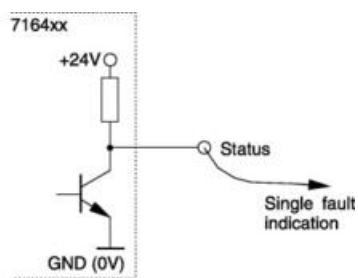 7164xx
+24V
Status
Single fault
indication
GND (0V)